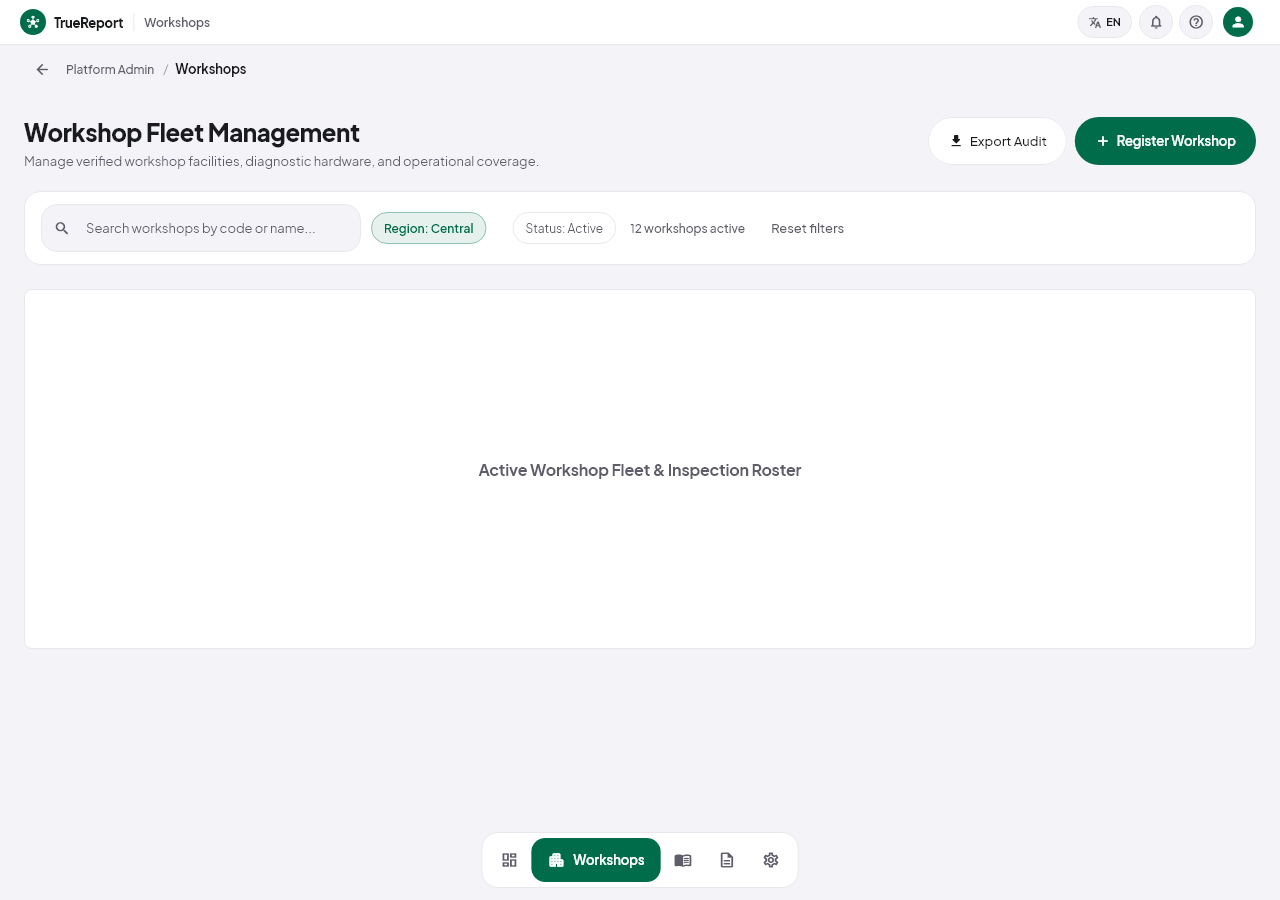 TrueReport
Workshops
EN
Platform Admin / Workshops
Workshop Fleet Management
Manage verified workshop facilities, diagnostic hardware, and operational coverage.
Export Audit
+ Register Workshop
Search workshops by code or name...
Region: Central
Status: Active
12 workshops active
Reset filters
Active Workshop Fleet & Inspection Roster
Workshops